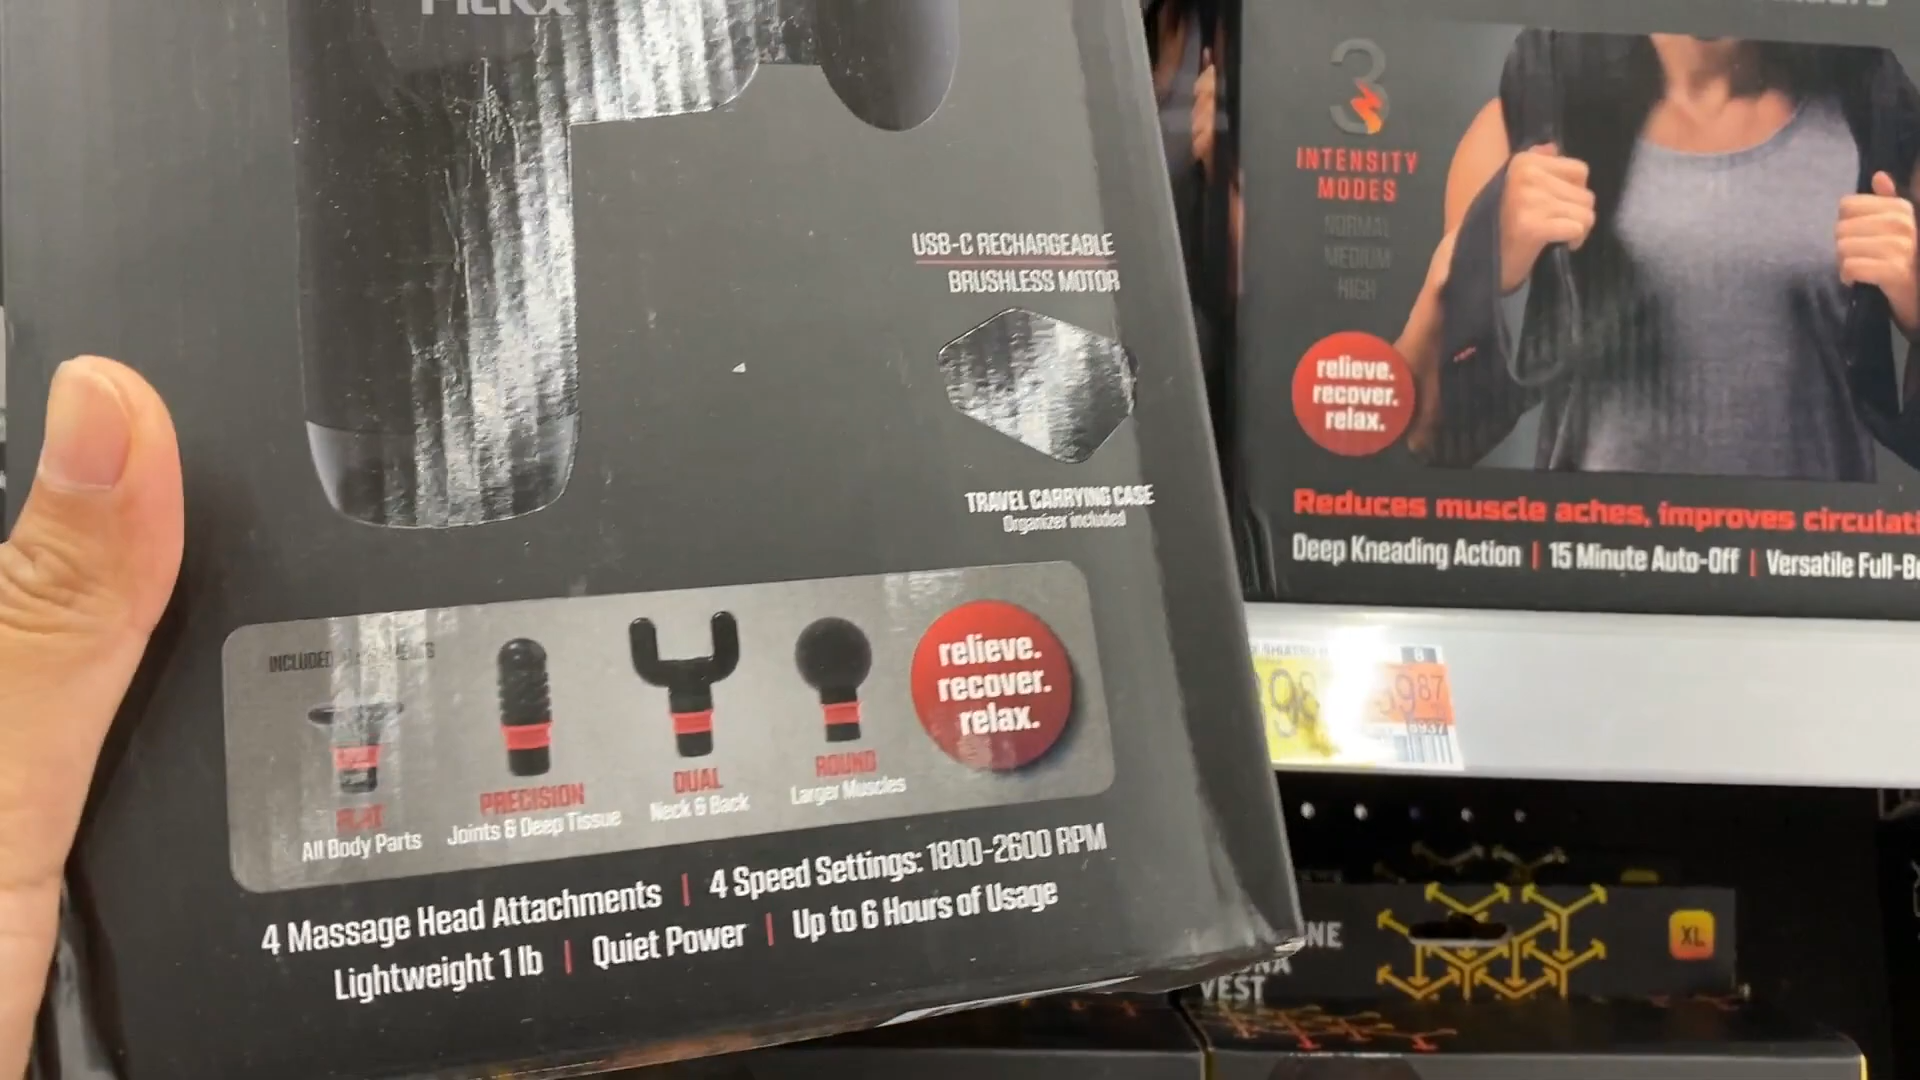 USB-C RECHARGEABLE
BRUSHLESS MOTOR
TRAVEL CARRYING CASE
Organizer included
INCLUDED
FLAT
All Body Parts
PRECISION
Joints & Deep Tissue
DUAL
Neck & Back
ROUND
Larger Muscles
relieve.
recover.
relax.
4 Massage Head Attachments | 4 Speed Settings: 1800-2600 RPM
Lightweight 1 lb | Quiet Power | Up to 6 Hours of Usage
3
INTENSITY
MODES
NORMAL
MEDIUM
HIGH
relieve.
recover.
relax.
Reduces muscle aches, improves
Deep Kneading Action | 15 Minute Auto-Off | Versatile
VEST
XL